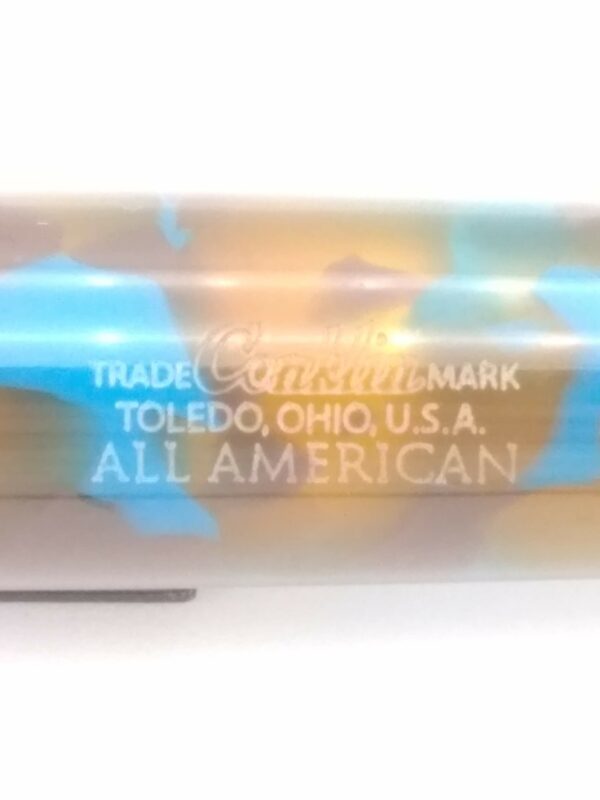 TRADE Conklin MARK
TOLEDO, OHIO, U.S.A.
ALL AMERICAN